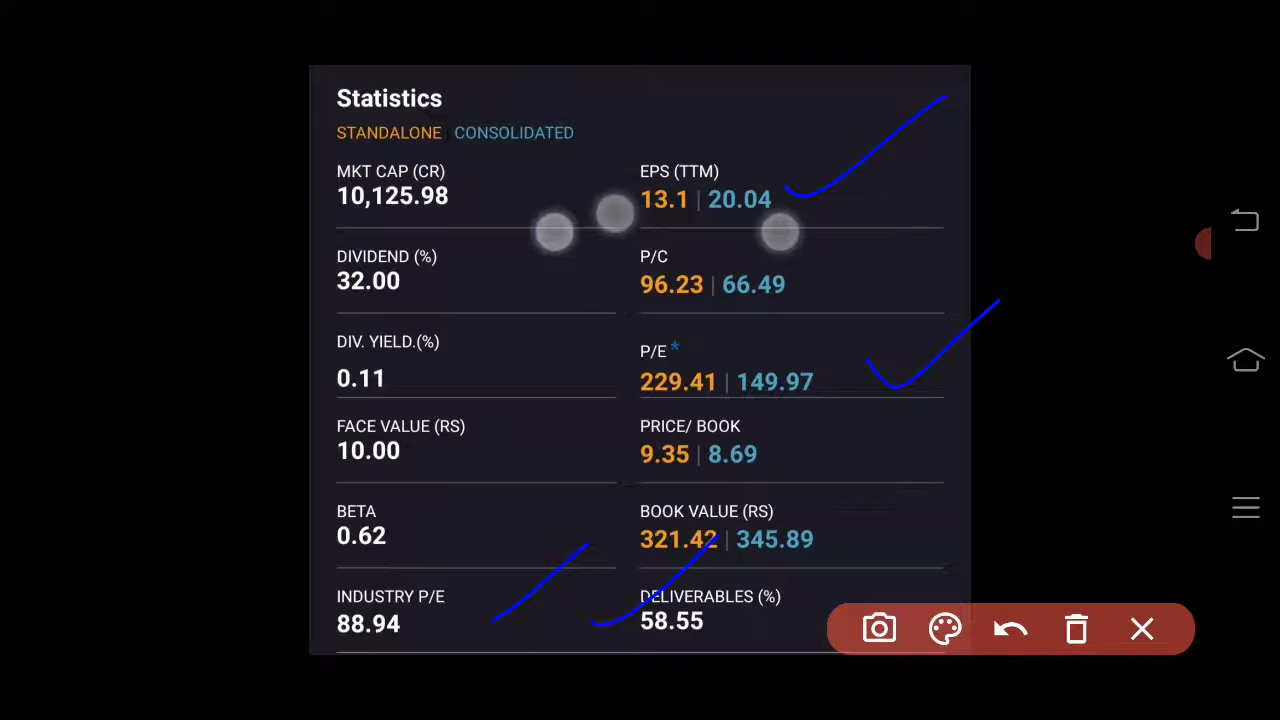 Statistics
STANDALONE CONSOLIDATED
MKT CAP (CR)
10,125.98
EPS (TTM)
13.1 | 20.04
DIVIDEND (%)
32.00
P/C
96.23 | 66.49
DIV. YIELD.(%)
0.11
P/E *
229.41 | 149.97
FACE VALUE (RS)
10.00
PRICE/ BOOK
9.35 | 8.69
BETA
0.62
BOOK VALUE (RS)
321.42 | 345.89
INDUSTRY P/E
88.94
DELIVERABLES (%)
58.55